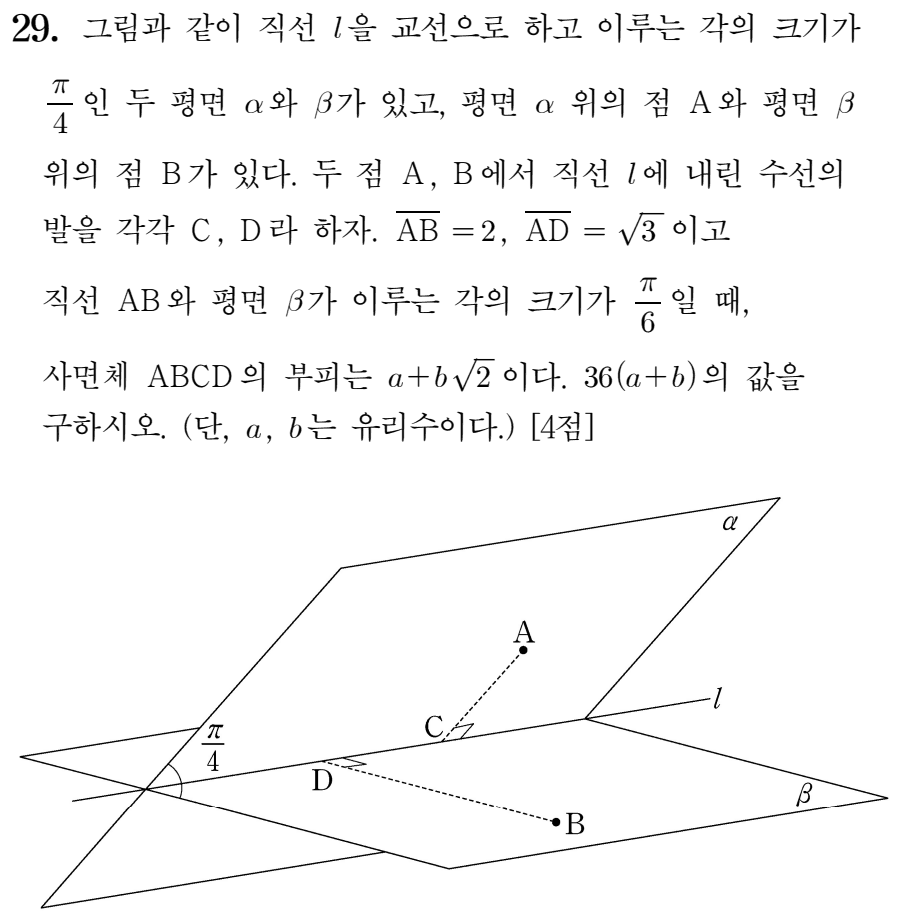 29. 그림과 같이 직선 l을 교선으로 하고 이루는 각의 크기가
π/4 인 두 평면 α와 β가 있고, 평면 α 위의 점 A와 평면 β
위의 점 B가 있다. 두 점 A, B에서 직선 l에 내린 수선의
발을 각각 C, D라 하자. A̅B̅ = 2, A̅D̅ = √3 이고
직선 AB와 평면 β가 이루는 각의 크기가 π/6 일 때,
사면체 ABCD의 부피는 a+b√2 이다. 36(a+b)의 값을
구하시오. (단, a, b는 유리수이다.) [4점]
α
A
l
C
π/4
D
β
B